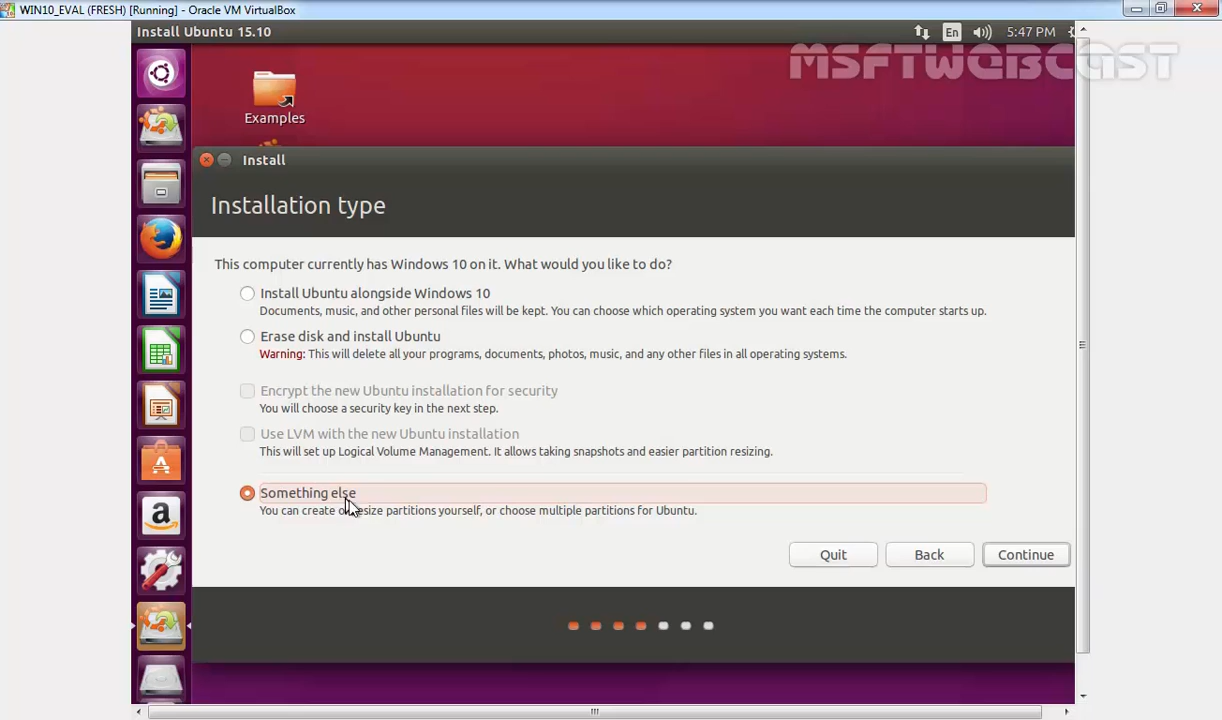 WIN10_EVAL (FRESH) [Running] - Oracle VM VirtualBox
Install Ubuntu 15.10
En
5:47 PM
MSFTWEBCAST
Examples
Install
Installation type
This computer currently has Windows 10 on it. What would you like to do?
Install Ubuntu alongside Windows 10
Documents, music, and other personal files will be kept. You can choose which operating system you want each time the computer starts up.
Erase disk and install Ubuntu
Warning: This will delete all your programs, documents, photos, music, and any other files in all operating systems.
Encrypt the new Ubuntu installation for security
You will choose a security key in the next step.
Use LVM with the new Ubuntu installation
This will set up Logical Volume Management. It allows taking snapshots and easier partition resizing.
Something else
You can create or resize partitions yourself, or choose multiple partitions for Ubuntu.
Quit
Back
Continue